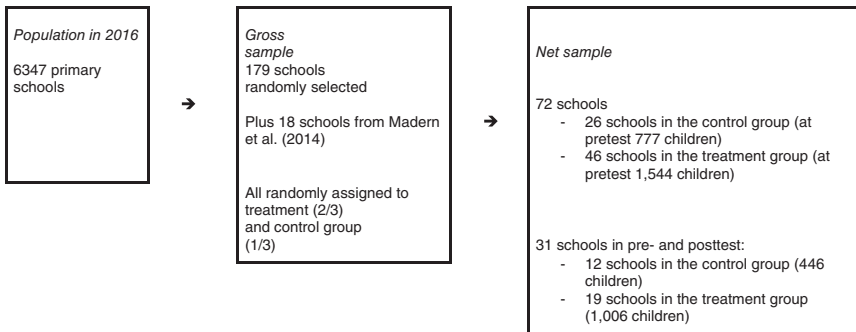 Population in 2016
6347 primary
schools
➔
Gross
sample
179 schools
randomly selected
Plus 18 schools from Madern
et al. (2014)
All randomly assigned to
treatment (2/3)
and control group
(1/3)
➔
Net sample
72 schools
- 26 schools in the control group (at
pretest 777 children)
- 46 schools in the treatment group (at
pretest 1,544 children)
31 schools in pre- and posttest:
- 12 schools in the control group (446
children)
- 19 schools in the treatment group
(1,006 children)